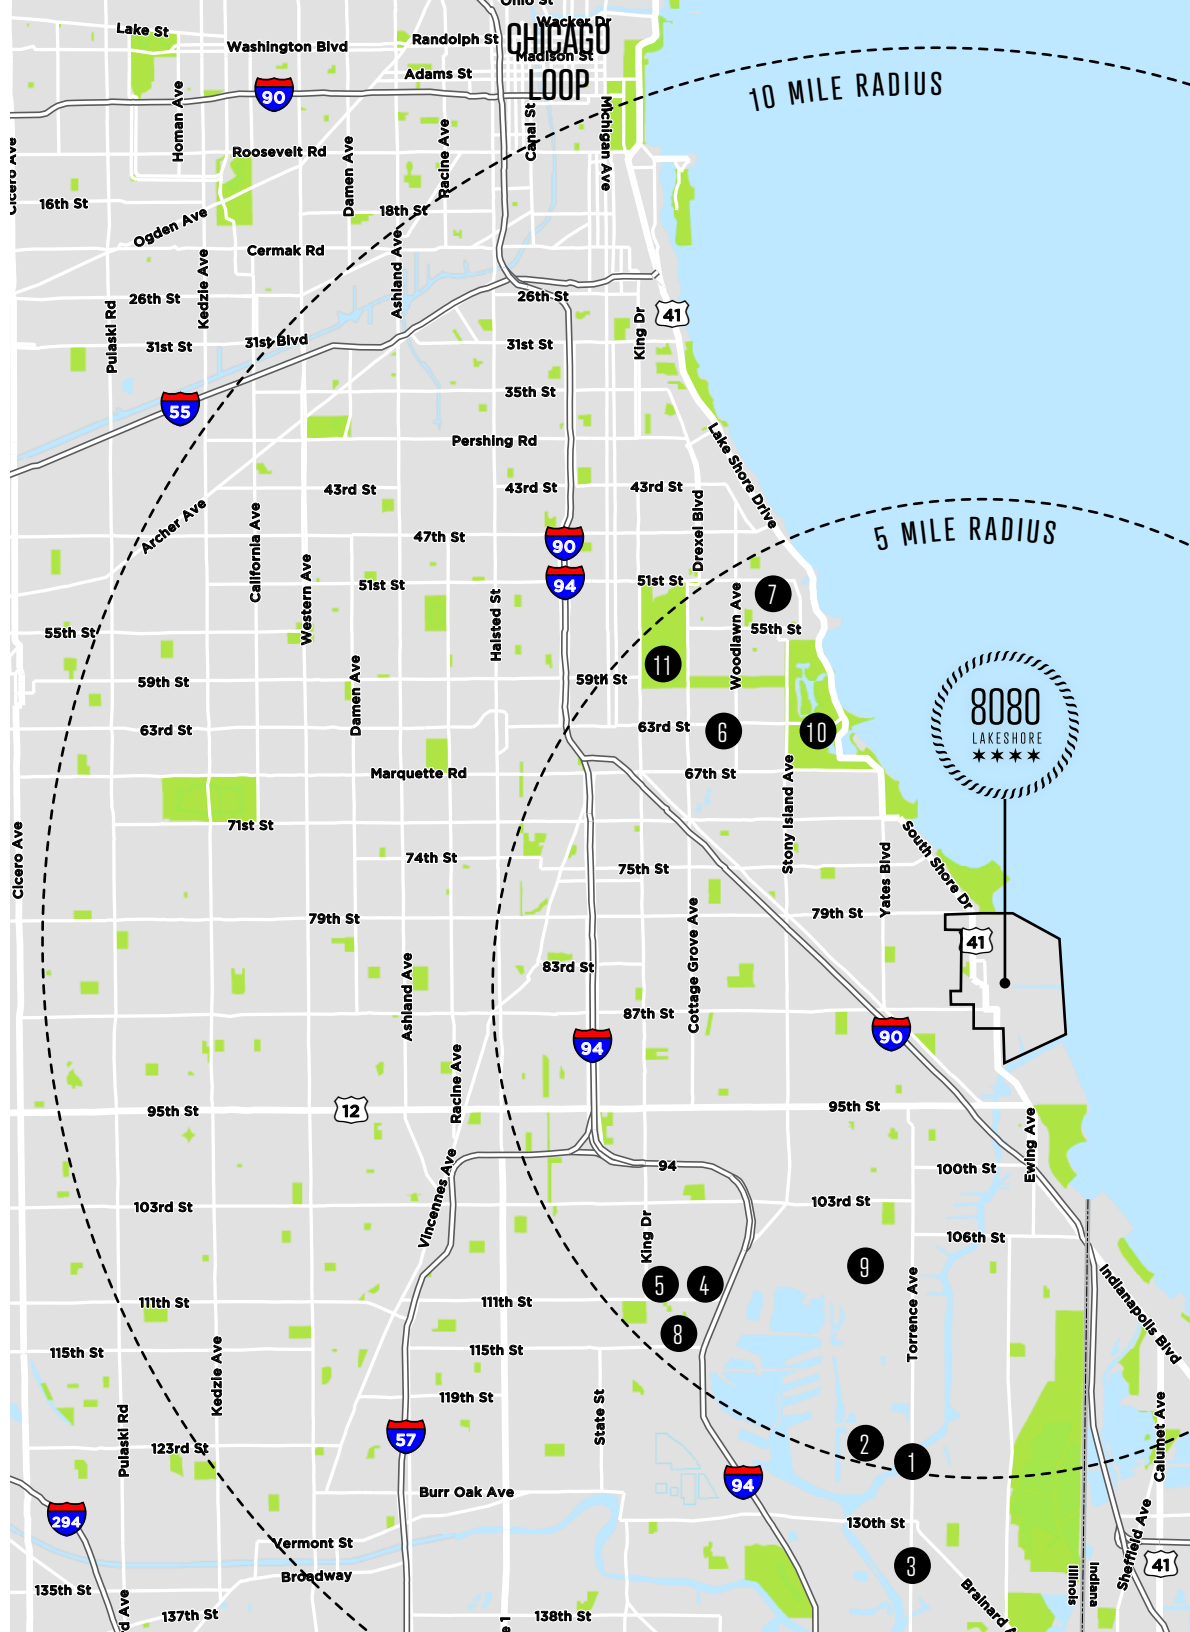 Ohio St
Wacker Dr
Lake St
Randolph St
CHICAGO
LOOP
Washington Blvd
Madison St
Adams St
10 MILE RADIUS
90
Michigan Ave
Homan Ave
Canal St
Racine Ave
Roosevelt Rd
Damen Ave
Cicero Ave
16th St
18th St
Ogden Ave
Cermak Rd
Kedzie Ave
Ashland Ave
26th St
26th St
Pulaski Rd
41
King Dr
31st St
31st Blvd
31st St
35th St
55
Pershing Rd
Lake Shore Drive
43rd St
43rd St
43rd St
Archer Ave
California Ave
Drexel Blvd
47th St
5 MILE RADIUS
90
94
Western Ave
51st St
51st St
Halsted St
Woodlawn Ave
7
55th St
55th St
11
Damen Ave
59th St
59th St
8080
LAKESHORE
63rd St
63rd St
6
10
Marquette Rd
67th St
Stony Island Ave
71st St
South Shore Dr
Cicero Ave
74th St
75th St
Yates Blvd
79th St
79th St
Cottage Grove Ave
41
83rd St
Ashland Ave
87th St
94
90
Racine Ave
95th St
12
95th St
Ewing Ave
94
100th St
Vincennes Ave
103rd St
103rd St
King Dr
106th St
9
5
4
Torrence Ave
Indianapolis Blvd
111th St
111th St
8
115th St
115th St
Kedzie Ave
119th St
State St
Pulaski Rd
Calumet Ave
57
123rd St
2
1
94
Burr Oak Ave
294
130th St
Sheffield Ave
Vermont St
Broadway
3
41
Illinois
Indiana
135th St
Brainard A
d Ave
137th St
e 1
138th St